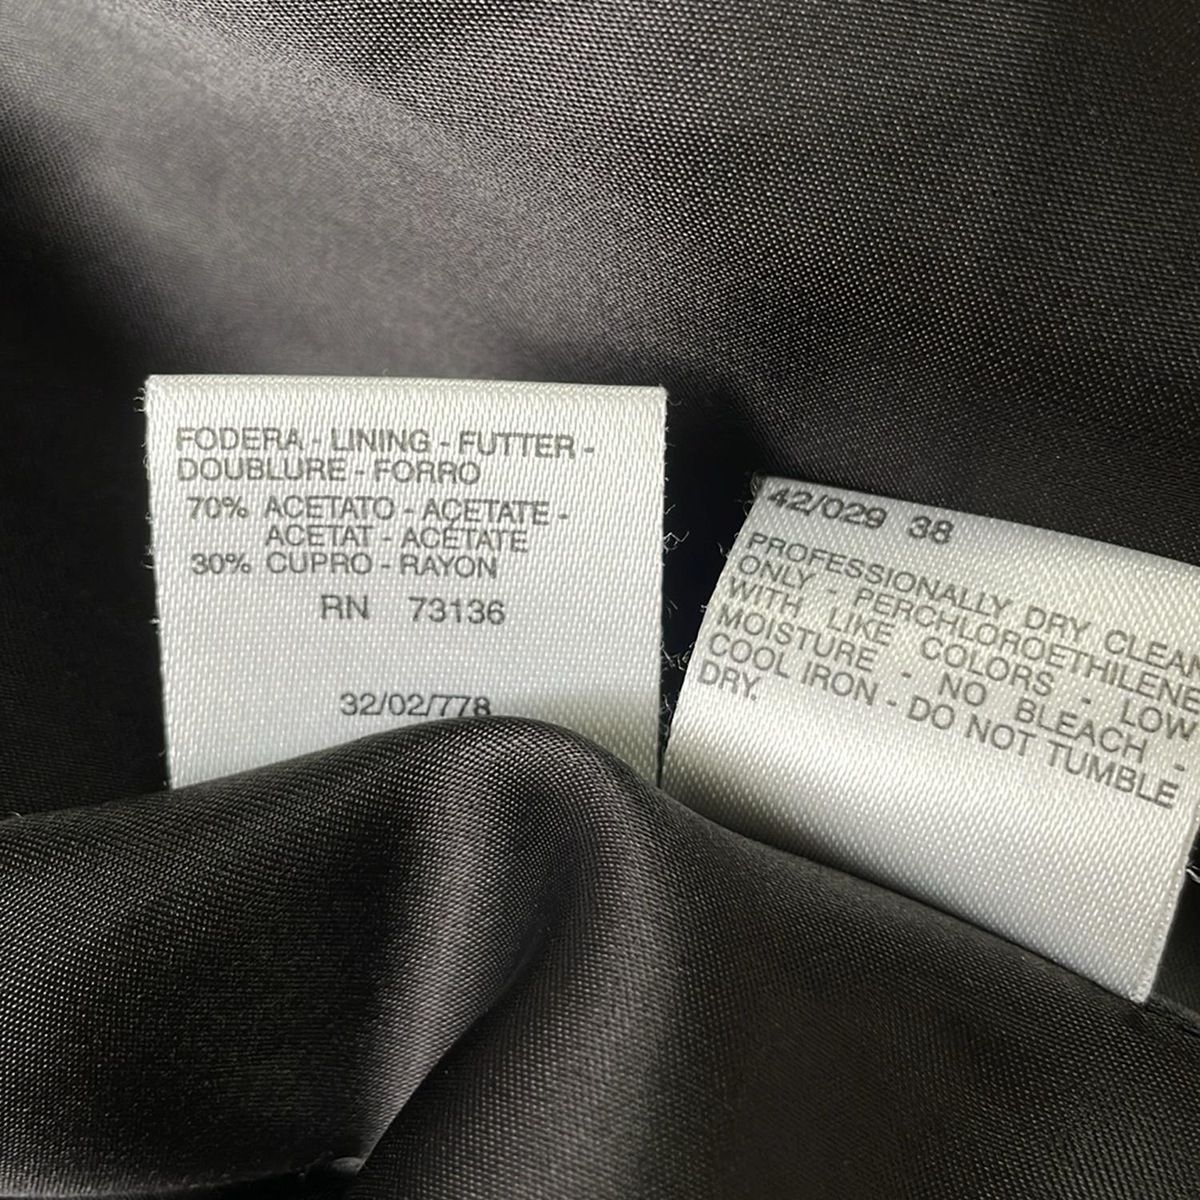 FODERA - LINING - FUTTER -
DOUBLURE - FORRO
70% ACETATO - ACETATE -
ACETAT - ACÉTATE
30% CUPRO - RAYON
RN 73136
32/02/778
42/029 38
PROFESSIONALLY DRY CLEAN
ONLY - PERCHLOROETHILENE
WITH LIKE COLORS - LOW
MOISTURE - NO BLEACH -
COOL IRON - DO NOT TUMBLE
DRY.